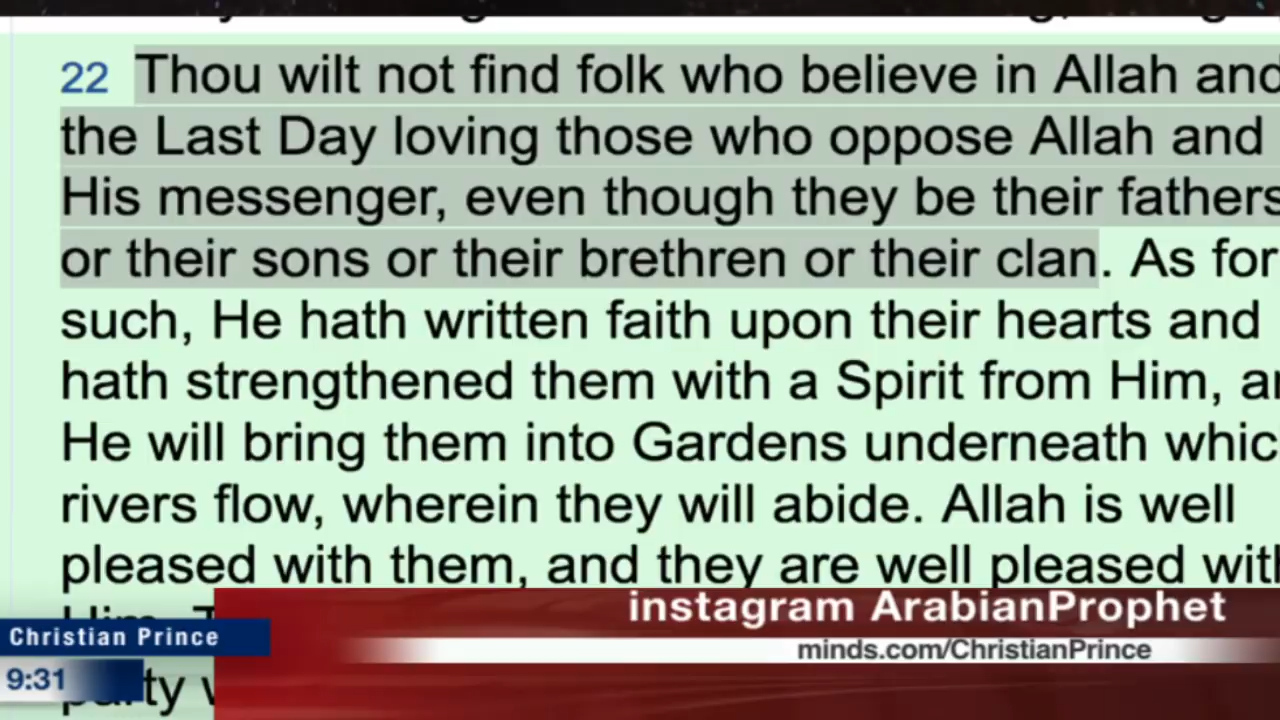 22 Thou wilt not find folk who believe in Allah and
the Last Day loving those who oppose Allah and
His messenger, even though they be their fathers
or their sons or their brethren or their clan. As for
such, He hath written faith upon their hearts and
hath strengthened them with a Spirit from Him,
He will bring them into Gardens underneath
rivers flow, wherein they will abide. Allah is well
pleased with them, and they are well pleased
instagram ArabianProphet
Christian Prince
minds.com/ChristianPrince
9:31